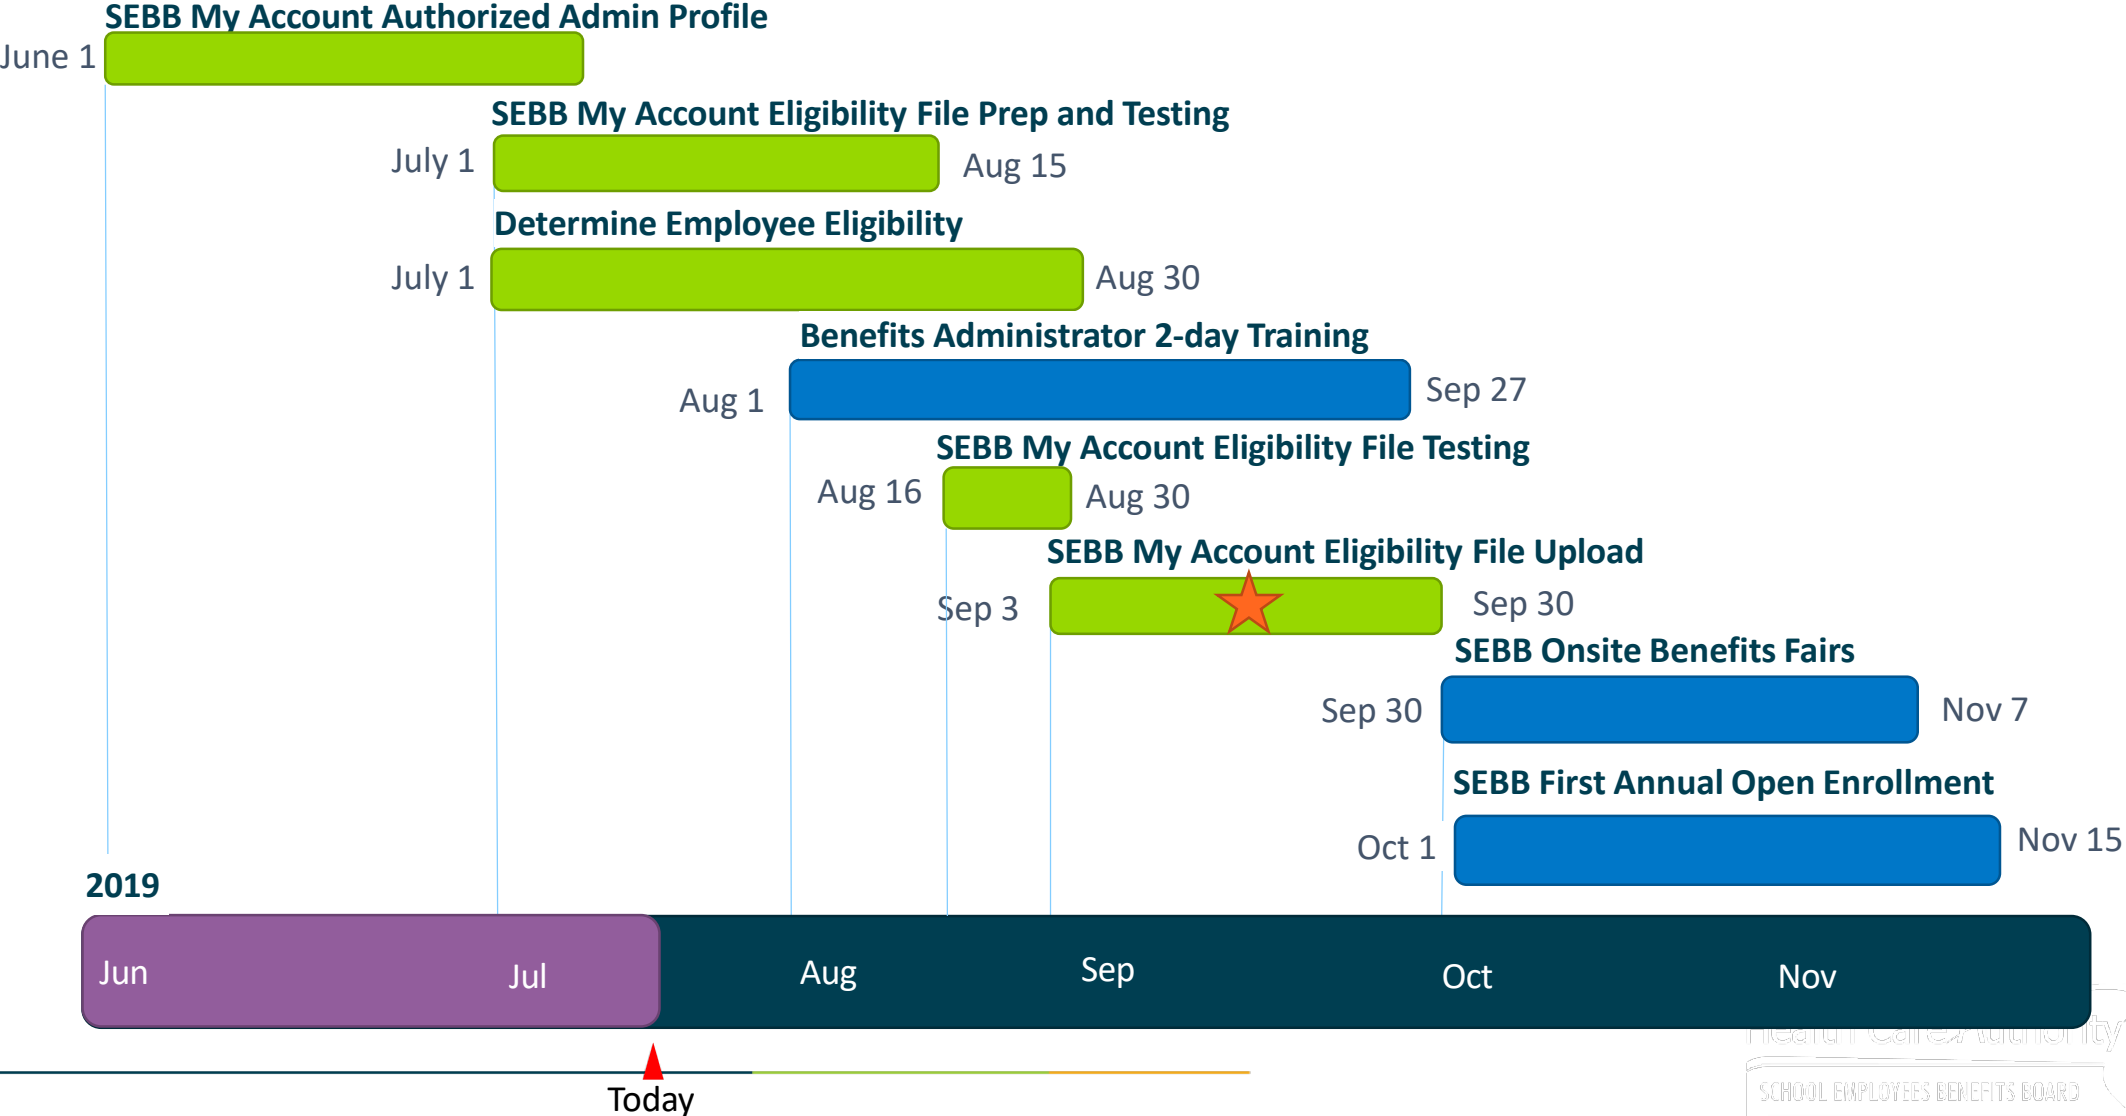 SEBB My Account Authorized Admin Profile
June 1
SEBB My Account Eligibility File Prep and Testing
July 1
Aug 15
Determine Employee Eligibility
July 1
Aug 30
Benefits Administrator 2-day Training
Aug 1
Sep 27
SEBB My Account Eligibility File Testing
Aug 16
Aug 30
SEBB My Account Eligibility File Upload
Sep 3
Sep 30
SEBB Onsite Benefits Fairs
Sep 30
Nov 7
SEBB First Annual Open Enrollment
Oct 1
Nov 15
2019
Jun
Jul
Aug
Sep
Oct
Nov
Health Care Authority
SCHOOL EMPLOYEES BENEFITS BOARD
Today